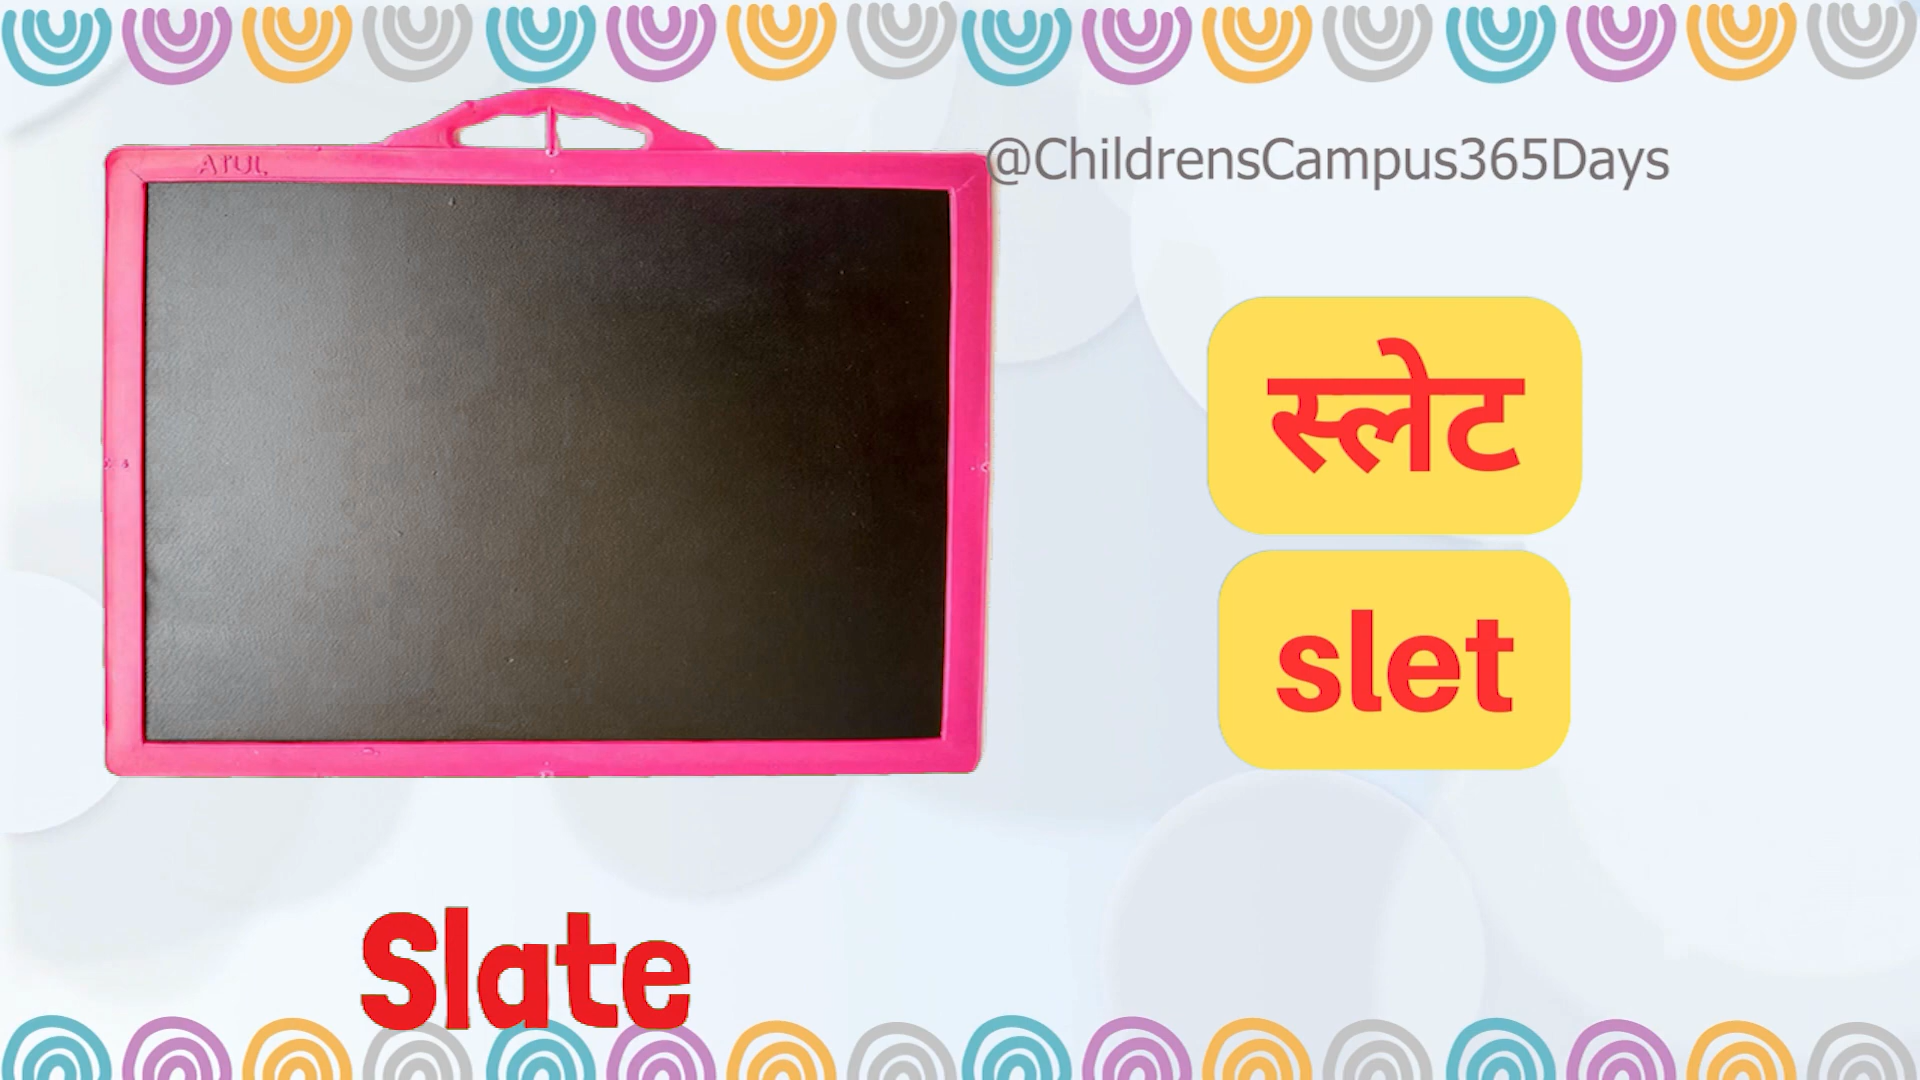 ATUL
@ChildrensCampus365Days
स्लेट
slet
Slate